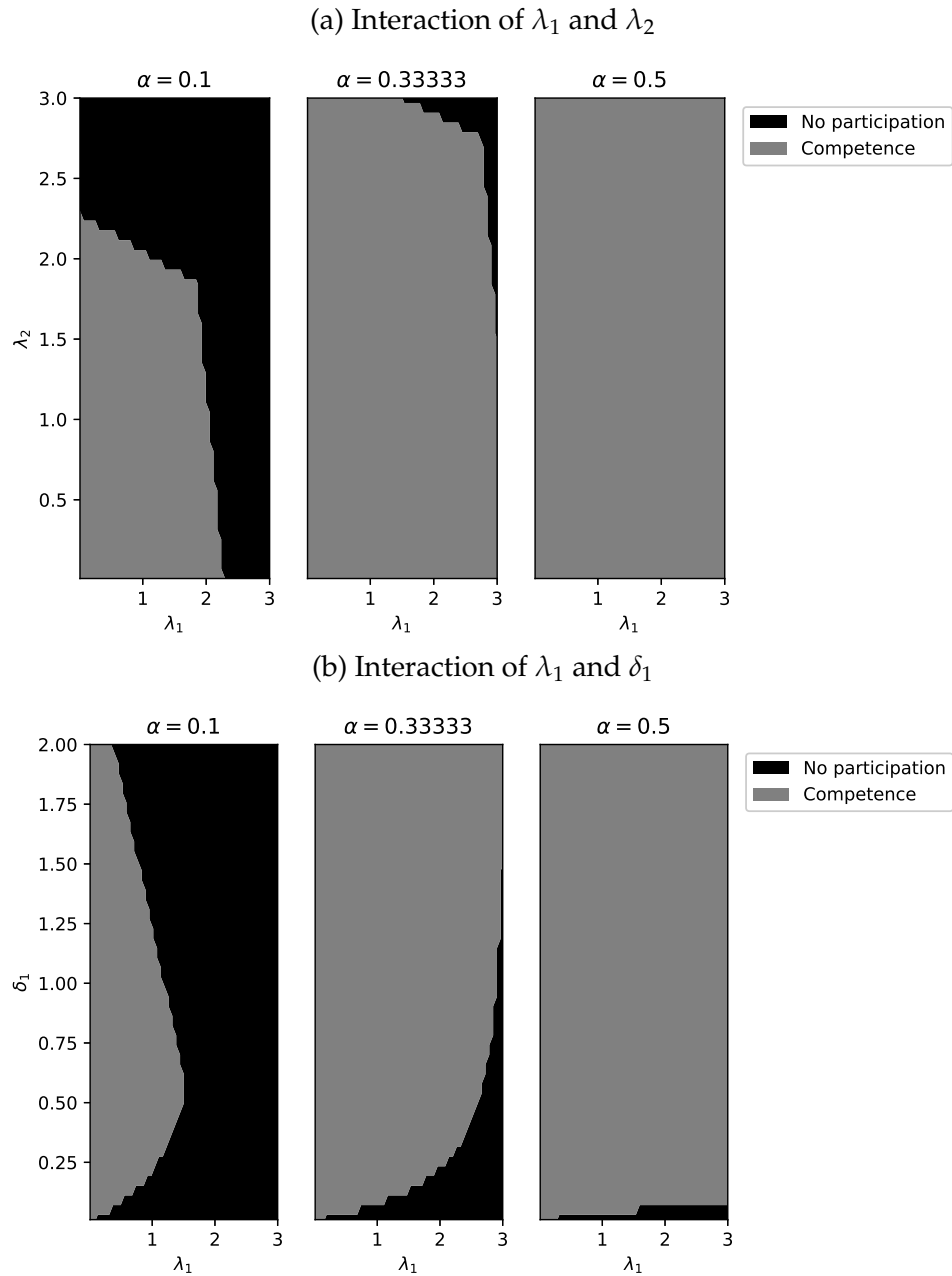 (a) Interaction of λ₁ and λ₂
α = 0.1
α = 0.33333
α = 0.5
No participation
Competence
3.0
2.5
2.0
1.5
1.0
0.5
λ₂
1 2 3
1 2 3
1 2 3
λ₁
λ₁
λ₁
(b) Interaction of λ₁ and δ₁
α = 0.1
α = 0.33333
α = 0.5
No participation
Competence
2.00
1.75
1.50
1.25
1.00
0.75
0.50
0.25
δ₁
1 2 3
1 2 3
1 2 3
λ₁
λ₁
λ₁